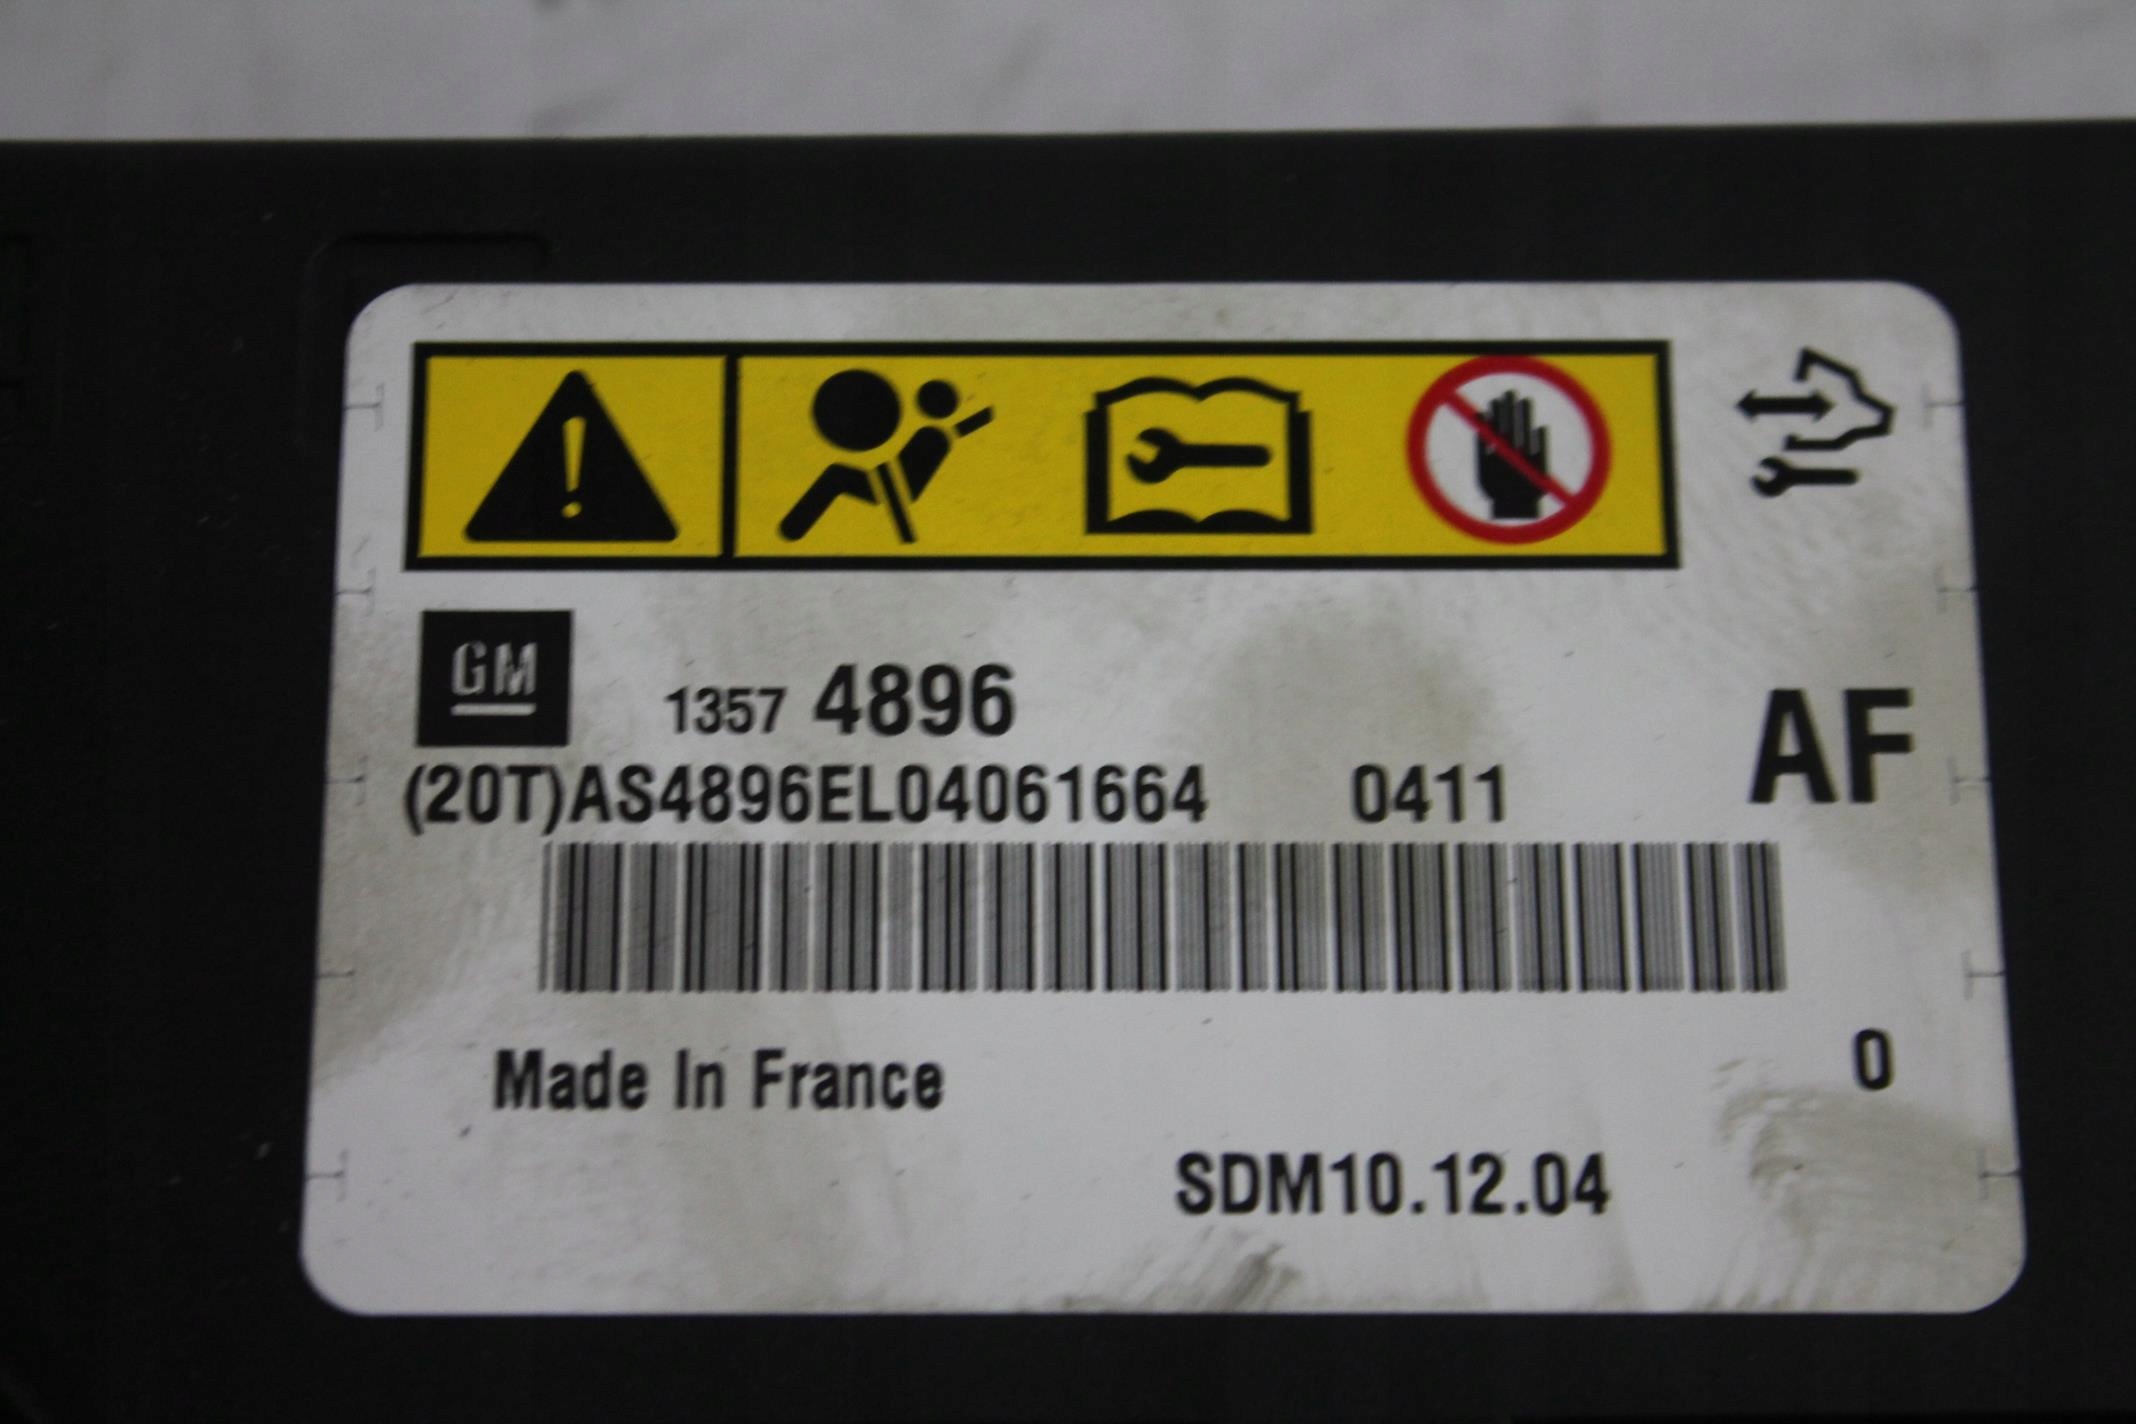 GM
1357 4896
AF
(20T)AS4896EL04061664 0411
Made In France
0
SDM10.12.04